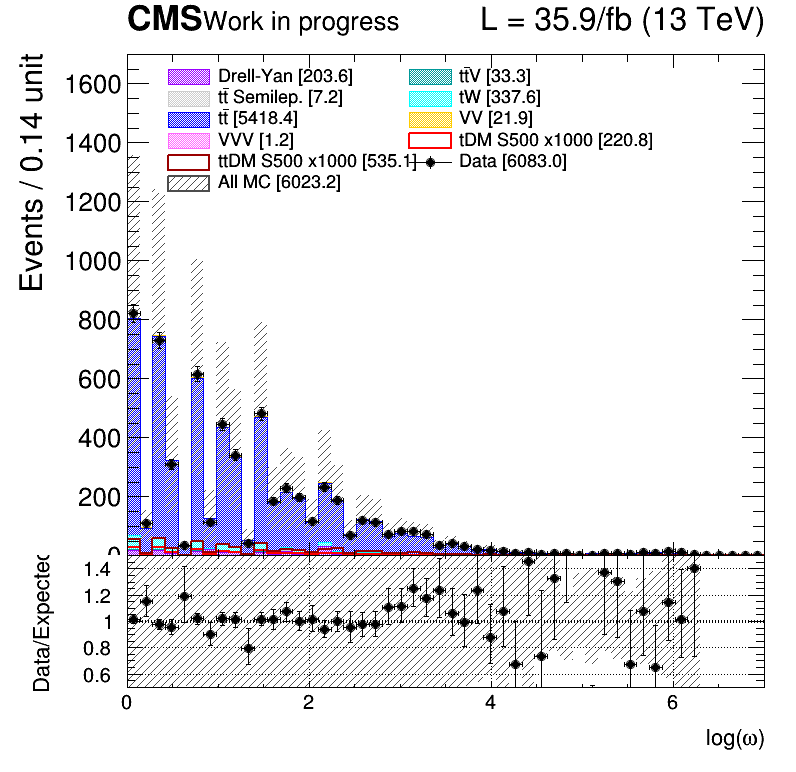 CMS Work in progress L = 35.9/fb (13 TeV)
Events / 0.14 unit
1600
1400
1200
1000
800
600
400
200
0
Drell-Yan [203.6]
tt̄V [33.3]
tt̄ Semilep. [7.2]
tW [337.6]
tt̄ [5418.4]
VV [21.9]
VVV [1.2]
tDM S500 x1000 [220.8]
ttDM S500 x1000 [535.1]
Data [6083.0]
All MC [6023.2]
Data/Expected
1.4
1.2
1
0.8
0.6
0 2 4 6
log(ω)